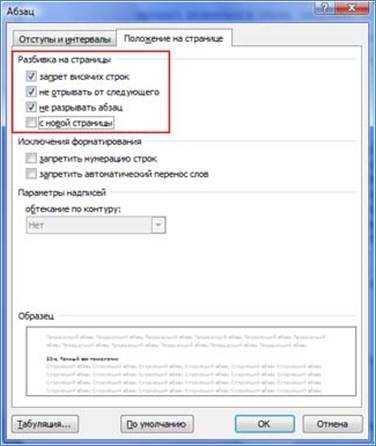 Абзац
Отступы и интервалы
Положение на странице
Разбивка на страницы
запрет висячих строк
не отрывать от следующего
не разрывать абзац
с новой страницы
Исключения форматирования
запретить нумерацию строк
запретить автоматический перенос слов
Параметры надписей
обтекание по контуру:
Нет
Образец
Табуляция...
По умолчанию
ОК
Отмена